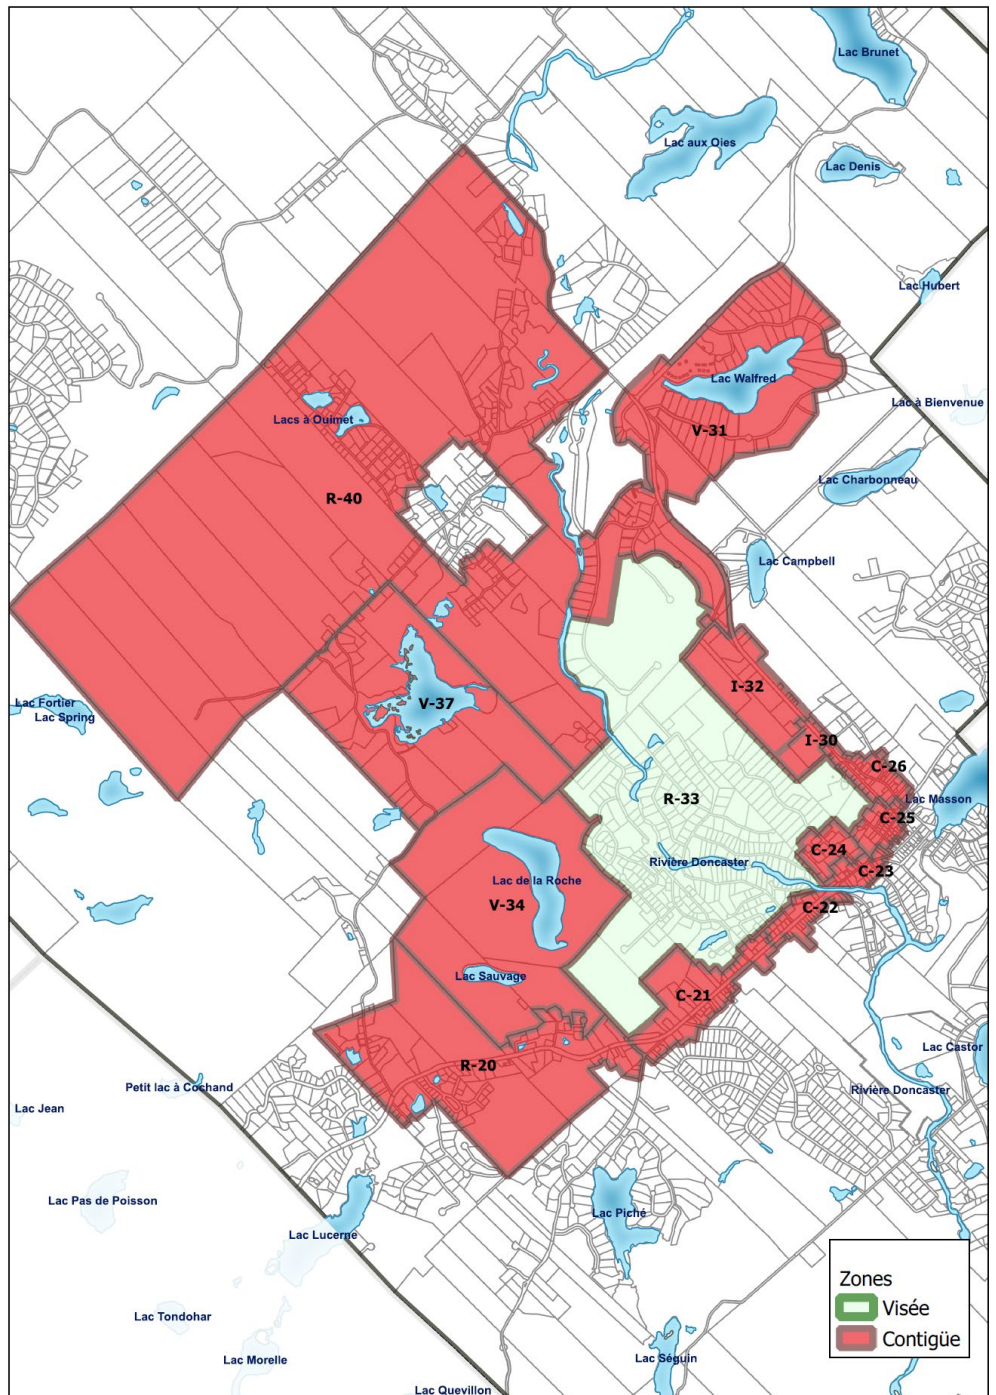 Lac Brunet
Lac aux Oies
Lac Denis
Lac Hubert
Lac Walfred
Lac à Bienvenue
Lacs à Ouimet
V-31
Lac Charbonneau
R-40
Lac Campbell
I-32
Lac Fortier
V-37
Lac Spring
I-30
C-26
R-33
Lac Masson
C-25
C-24
Rivière Doncaster
C-23
Lac de la Roche
V-34
C-22
Lac Sauvage
C-21
Lac Castor
R-20
Petit lac à Cochand
Rivière Doncaster
Lac Jean
Lac Pas de Poisson
Lac Piché
Lac Lucerne
Zones
Visée
Contigüe
Lac Tondohar
Lac Morelle
Lac Séguin
Lac Quevillon